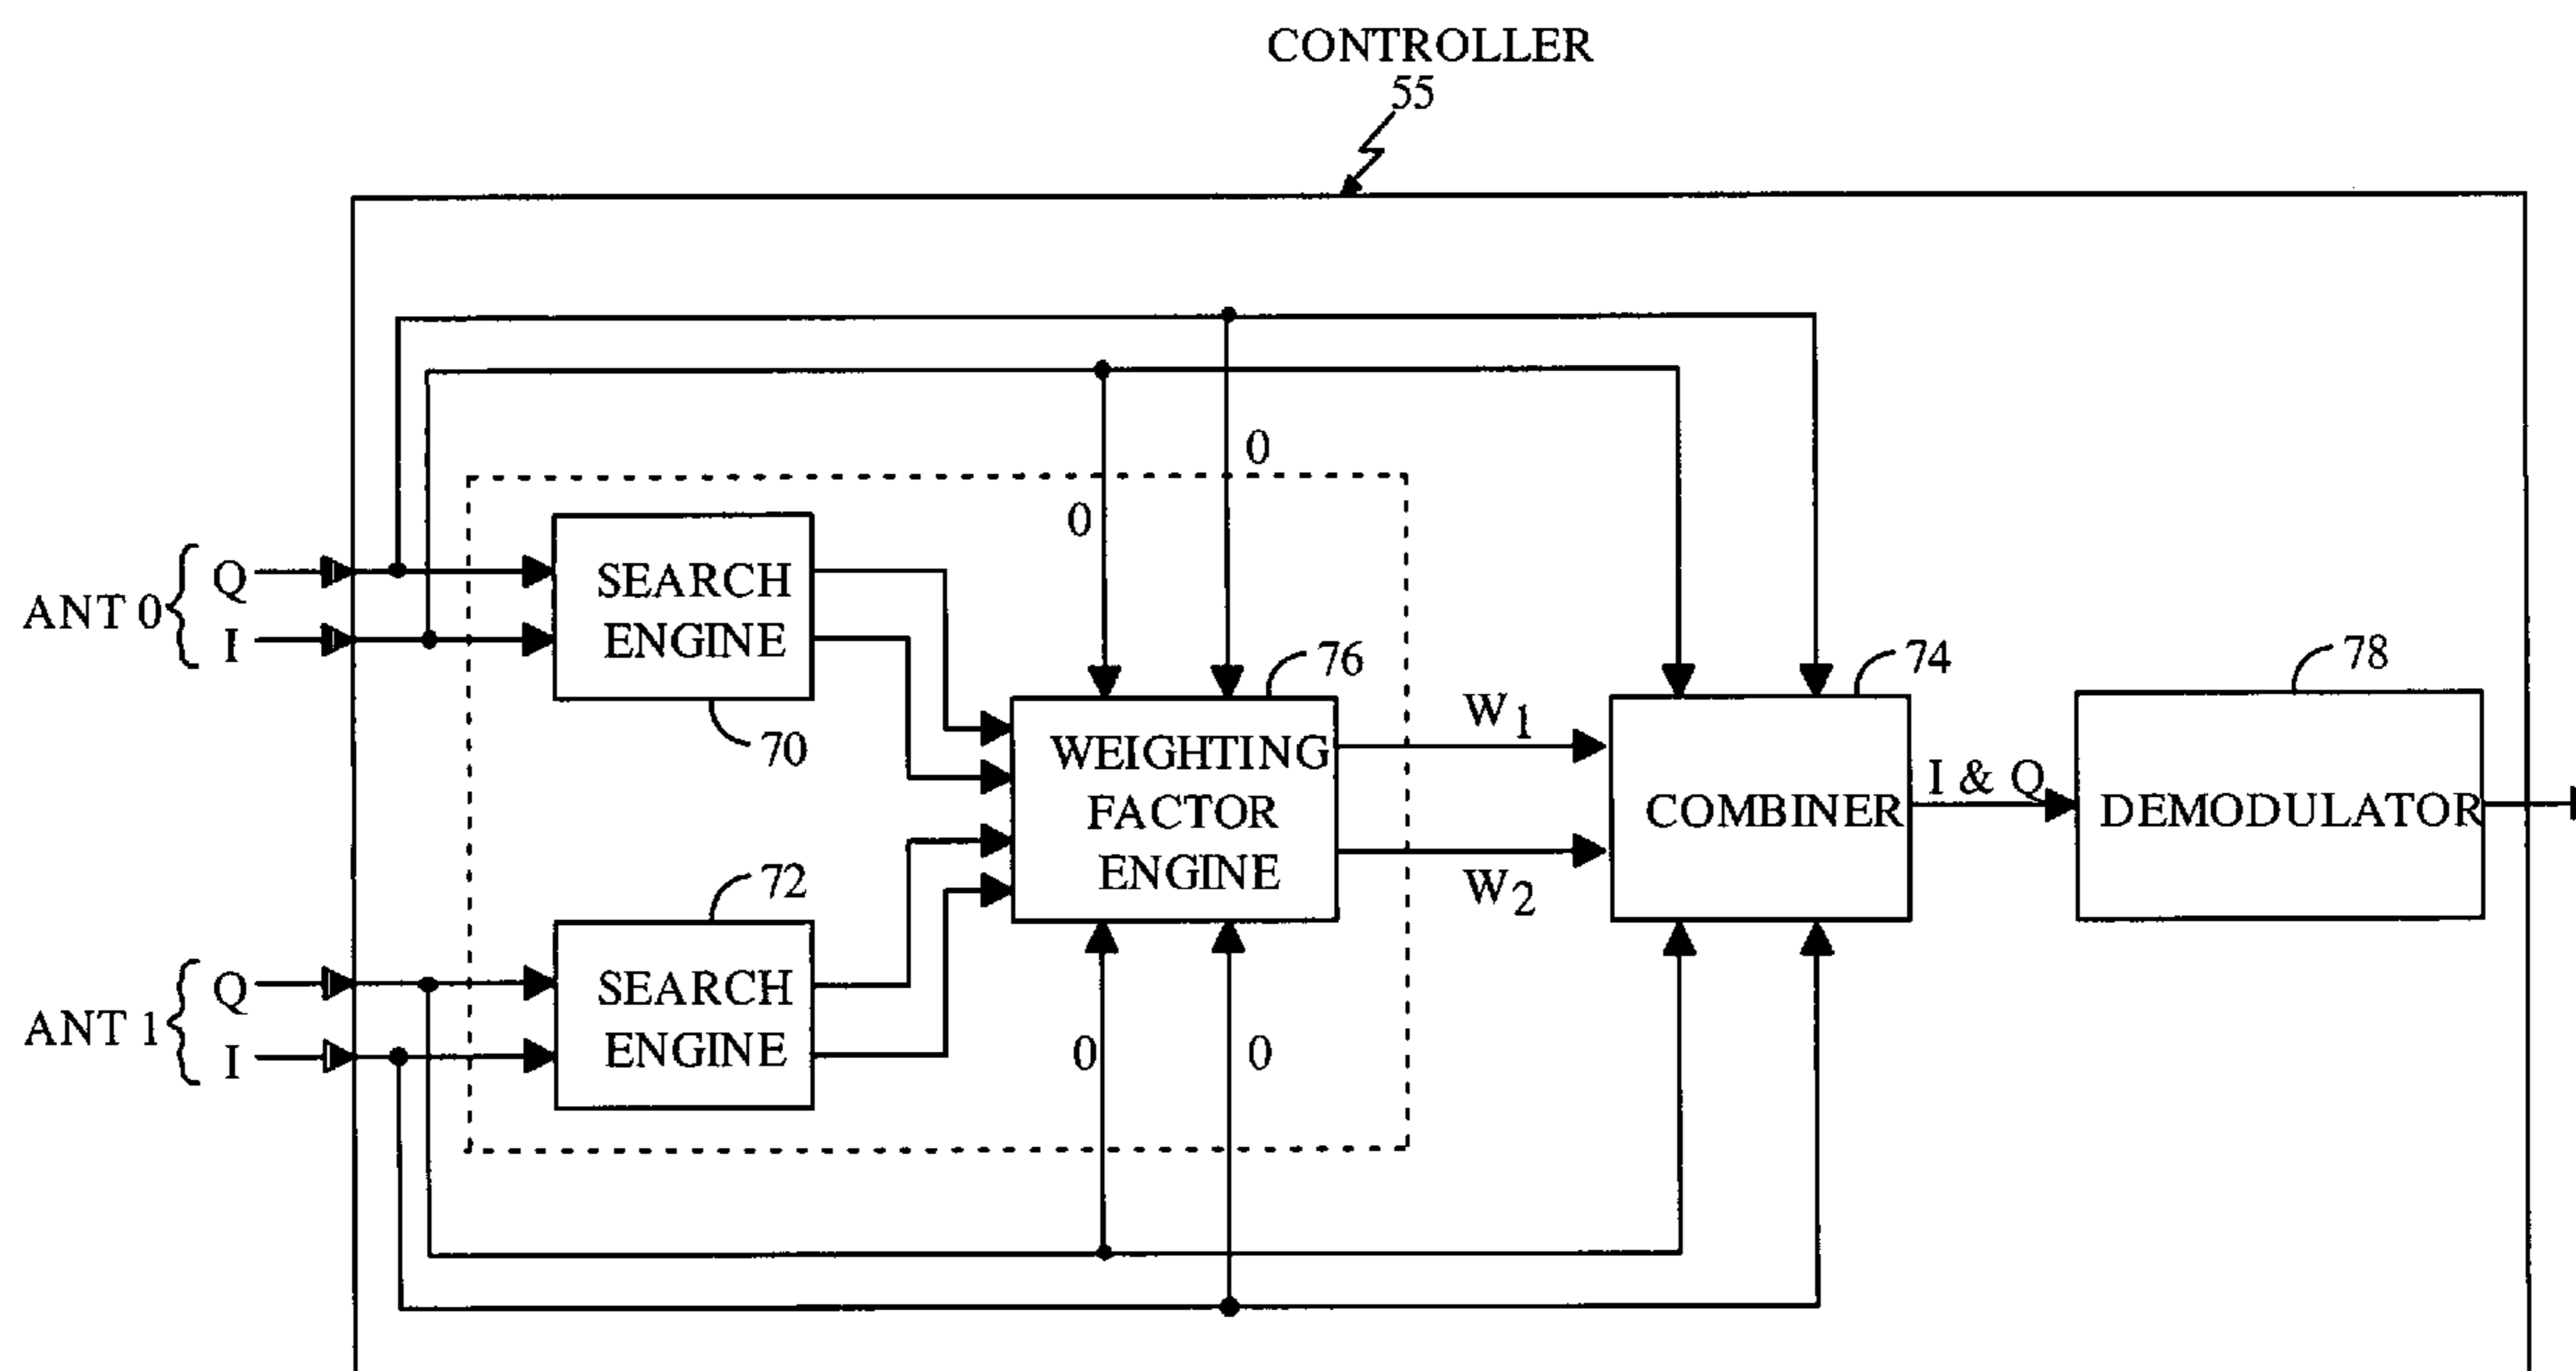 CONTROLLER
55
0
0
ANT 0
Q
I
SEARCH
ENGINE
70
76
74
78
WEIGHTING
FACTOR
ENGINE
W1
W2
COMBINER
I & Q
DEMODULATOR
72
ANT 1
Q
I
SEARCH
ENGINE
0
0